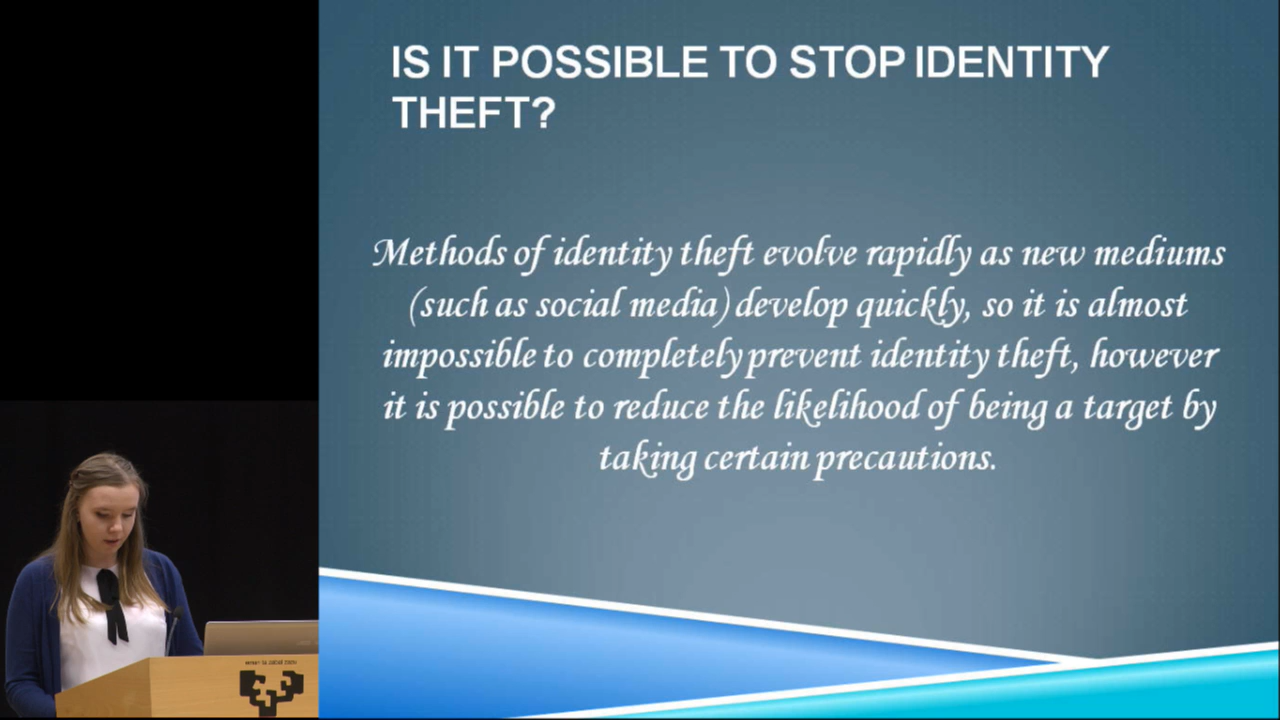 IS IT POSSIBLE TO STOP IDENTITY
THEFT?
Methods of identity theft evolve rapidly as new mediums
(such as social media) develop quickly, so it is almost
impossible to completely prevent identity theft, however
it is possible to reduce the likelihood of being a target by
taking certain precautions.